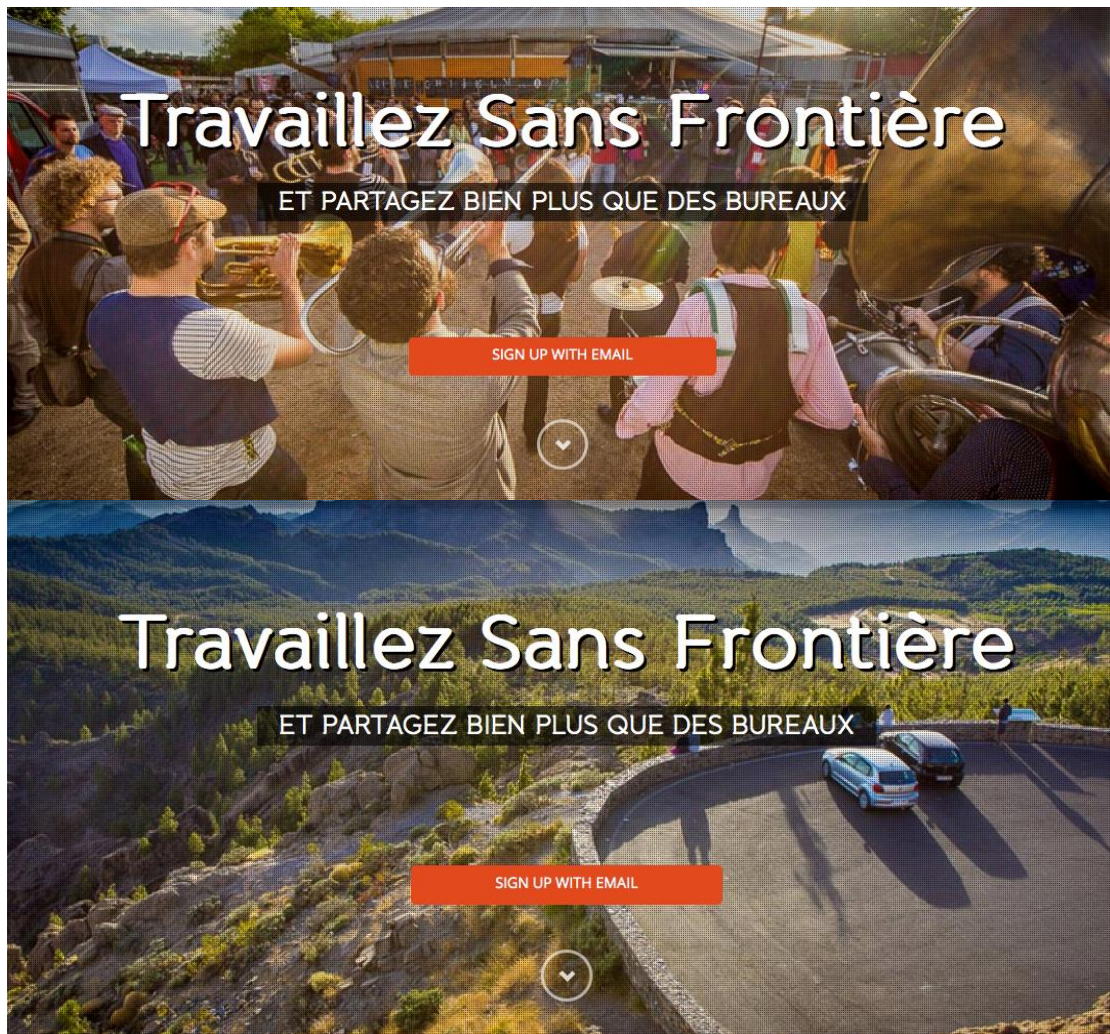 Travaillez Sans Frontière
ET PARTAGEZ BIEN PLUS QUE DES BUREAUX
SIGN UP WITH EMAIL
Travaillez Sans Frontière
ET PARTAGEZ BIEN PLUS QUE DES BUREAUX
SIGN UP WITH EMAIL